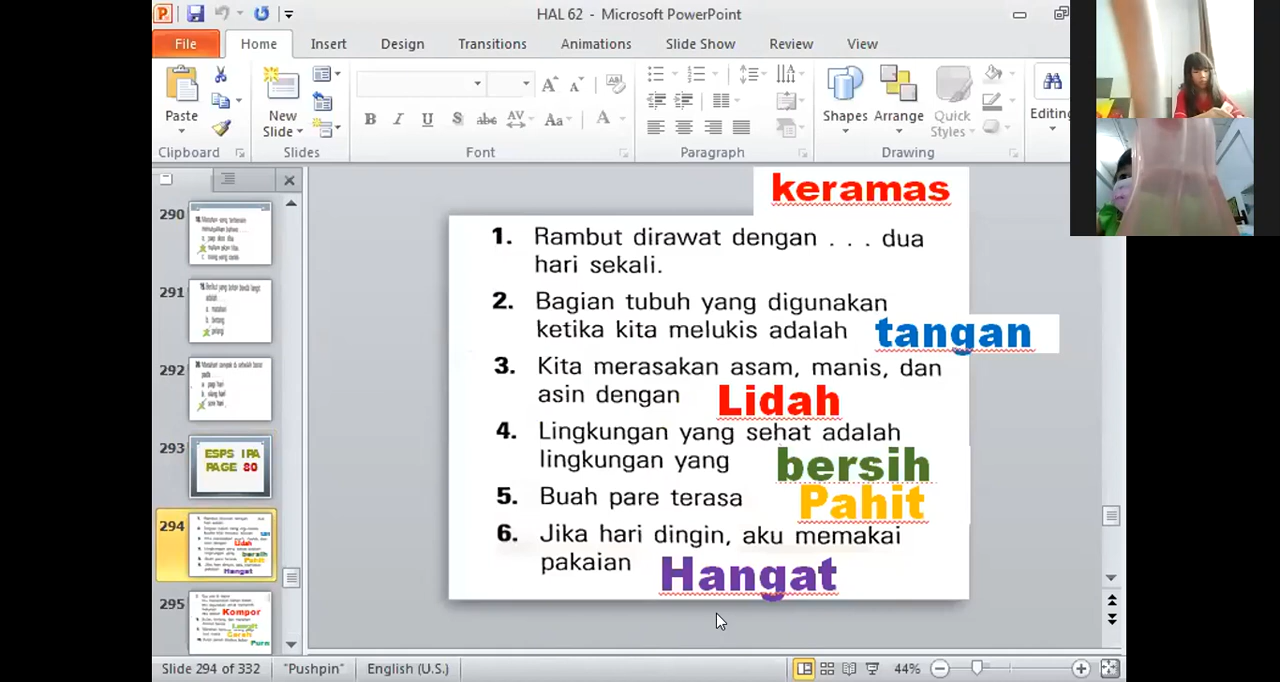 HAL 62 - Microsoft PowerPoint
File Home Insert Design Transitions Animations Slide Show Review View
Paste
New Slide
Shapes Arrange Quick Styles
Editing
Clipboard Slides Font Paragraph Drawing
keramas
1. Rambut dirawat dengan . . . dua
hari sekali.
2. Bagian tubuh yang digunakan
ketika kita melukis adalah tangan
3. Kita merasakan asam, manis, dan
asin dengan Lidah
4. Lingkungan yang sehat adalah
lingkungan yang bersih
5. Buah pare terasa Pahit
6. Jika hari dingin, aku memakai
pakaian Hangat
290
291
292
293
ESPS IPA
PAGE 80
294
295
Kompor
Slide 294 of 332 "Pushpin" English (U.S.) 44%